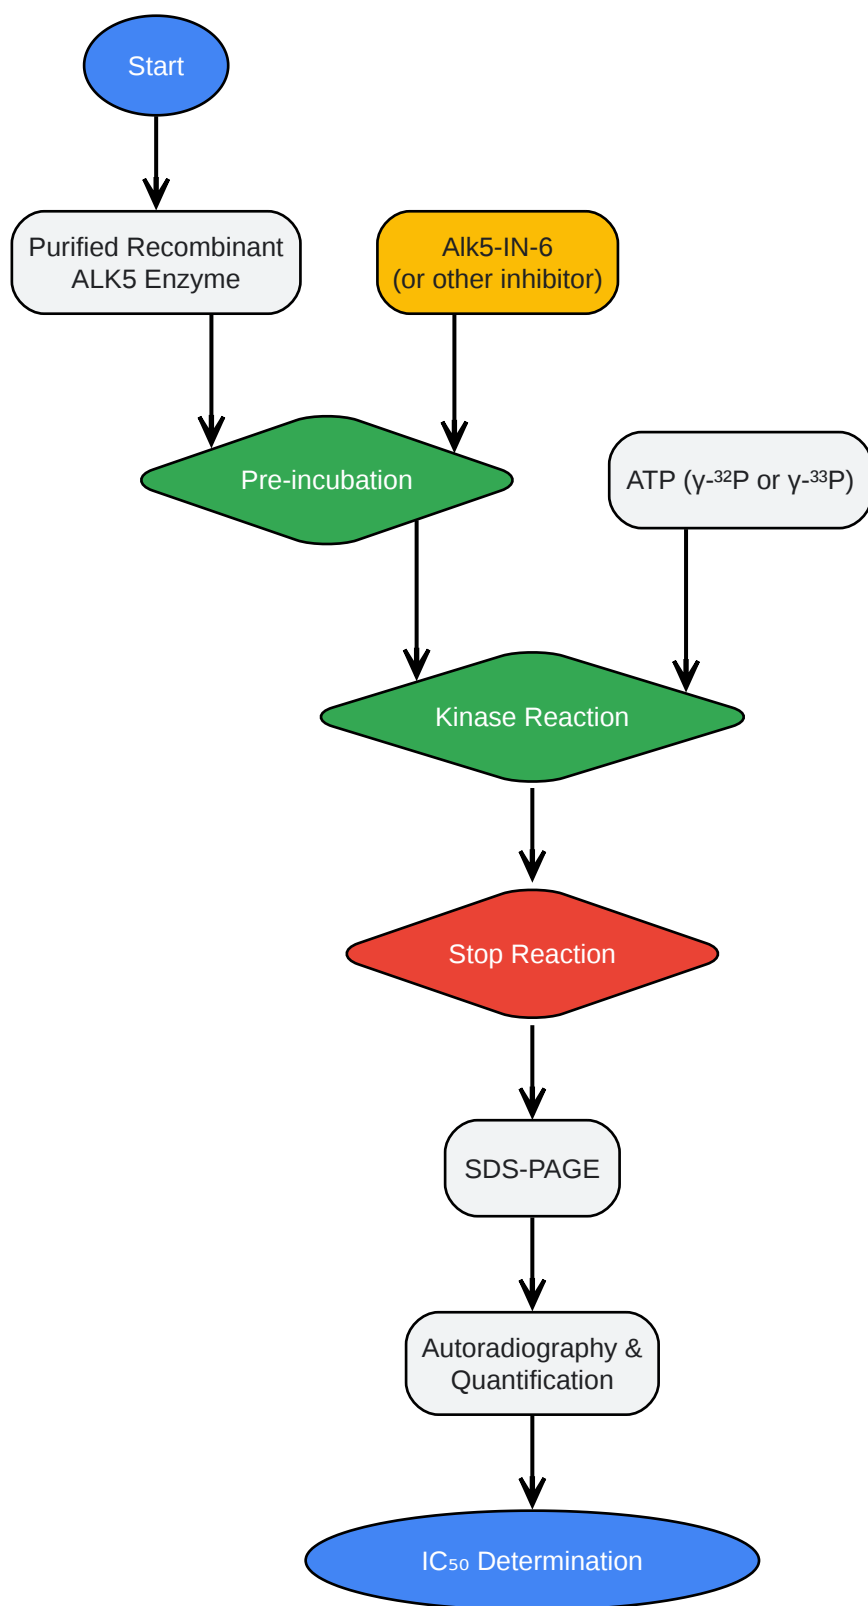 Start
Purified Recombinant
ALK5 Enzyme
Alk5-IN-6
(or other inhibitor)
Pre-incubation
ATP (γ-³²P or γ-³³P)
Kinase Reaction
Stop Reaction
SDS-PAGE
Autoradiography &
Quantification
IC₅₀ Determination